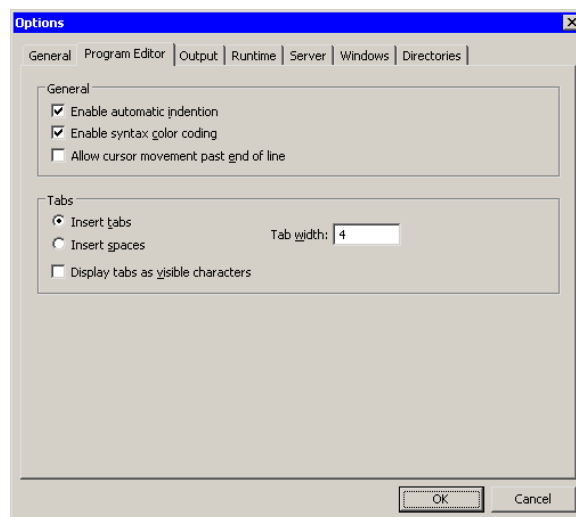 Options
General Program Editor Output Runtime Server Windows Directories
General
Enable automatic indention
Enable syntax color coding
Allow cursor movement past end of line
Tabs
Insert tabs
Tab width: 4
Insert spaces
Display tabs as visible characters
OK Cancel